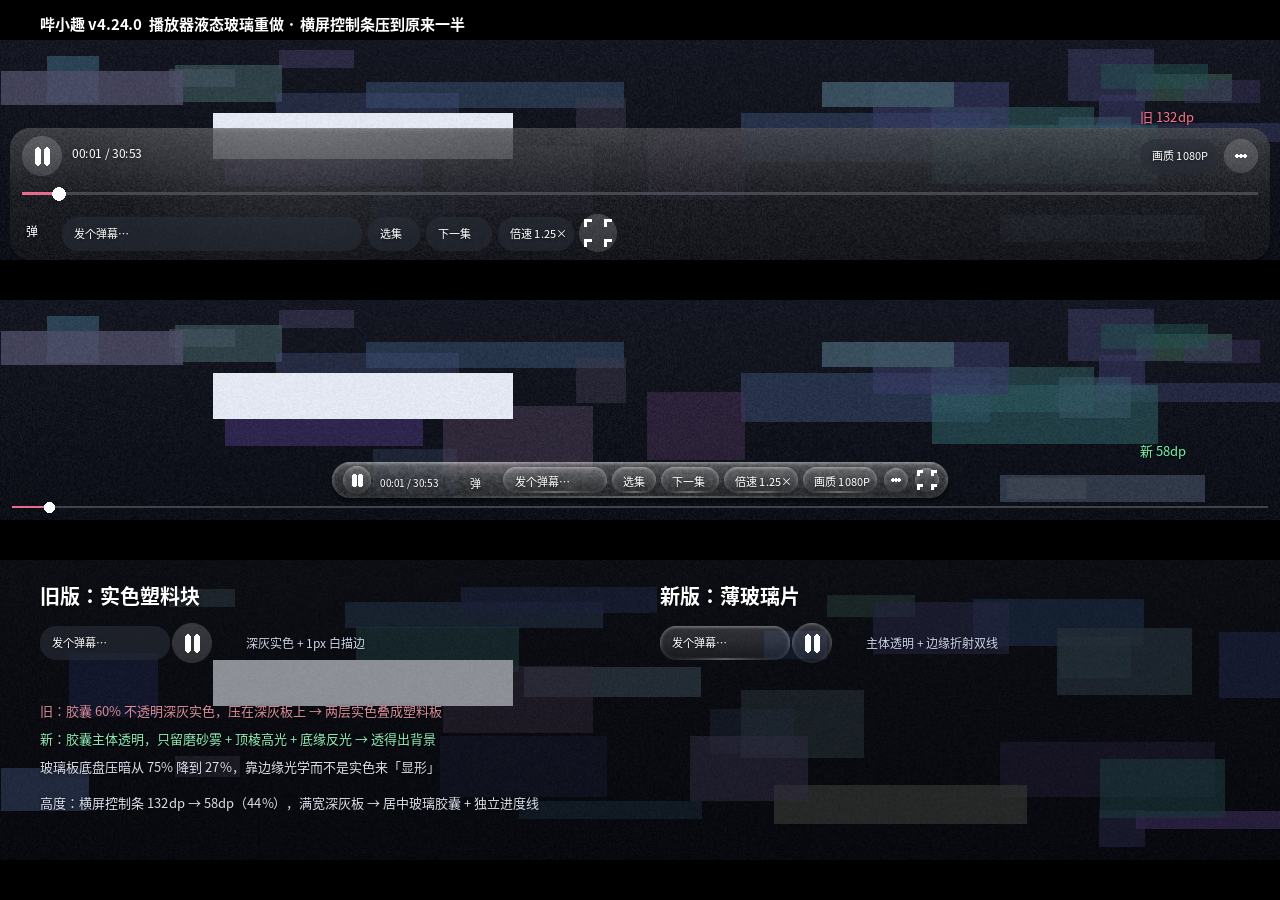 哔小趣 v4.24.0 播放器液态玻璃重做 · 横屏控制条压到原来一半
旧 132dp
00:01 / 30:53
画质 1080P
弹
发个弹幕…
选集
下一集
倍速 1.25×
新 58dp
00:01 / 30:53
弹
发个弹幕…
选集
下一集
倍速 1.25×
画质 1080P
旧版：实色塑料块
新版：薄玻璃片
发个弹幕…
深灰实色 + 1px 白描边
发个弹幕…
主体透明 + 边缘折射双线
旧：胶囊 60% 不透明深灰实色，压在深灰板上 → 两层实色叠成塑料板
新：胶囊主体透明，只留磨砂雾 + 顶棱高光 + 底缘反光 → 透得出背景
玻璃板底盘压暗从 75% 降到 27%，靠边缘光学而不是实色来「显形」
高度：横屏控制条 132dp → 58dp（44%），满宽深灰板 → 居中玻璃胶囊 + 独立进度线